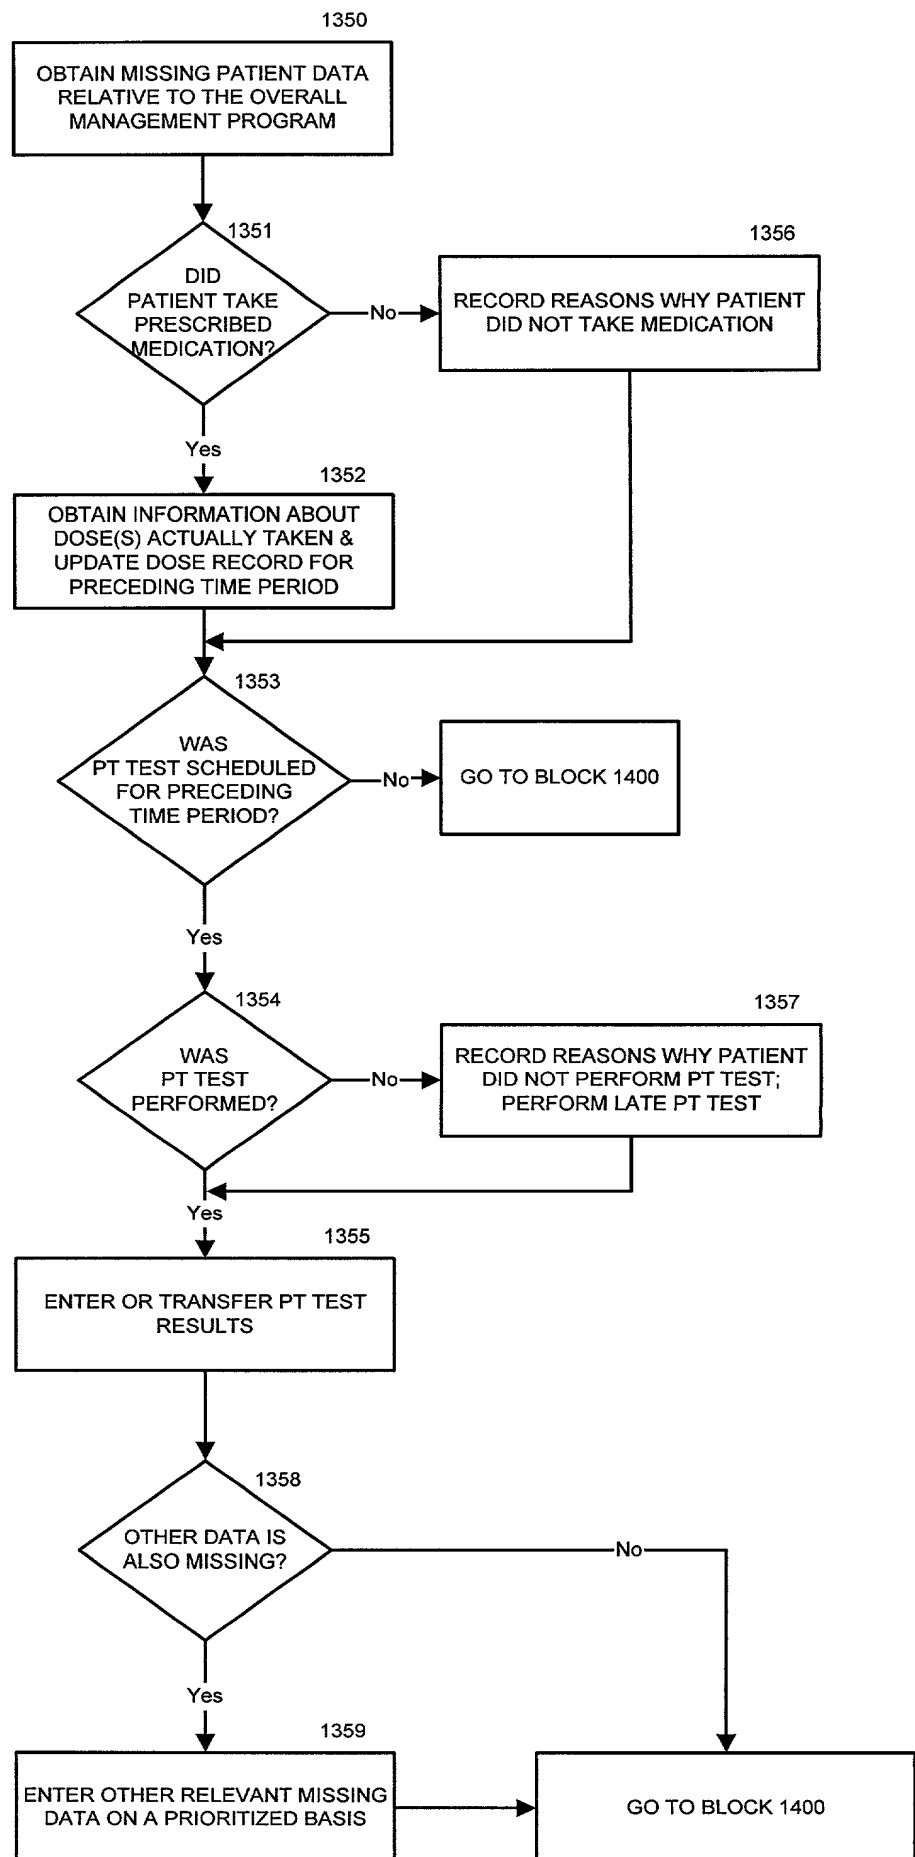 1350
OBTAIN MISSING PATIENT DATA
RELATIVE TO THE OVERALL
MANAGEMENT PROGRAM
1351
DID
PATIENT TAKE
PRESCRIBED
MEDICATION?
No
1356
RECORD REASONS WHY PATIENT
DID NOT TAKE MEDICATION
Yes
1352
OBTAIN INFORMATION ABOUT
DOSE(S) ACTUALLY TAKEN &
UPDATE DOSE RECORD FOR
PRECEDING TIME PERIOD
1353
WAS
PT TEST SCHEDULED
FOR PRECEDING
TIME PERIOD?
No
GO TO BLOCK 1400
Yes
1354
WAS
PT TEST
PERFORMED?
No
1357
RECORD REASONS WHY PATIENT
DID NOT PERFORM PT TEST;
PERFORM LATE PT TEST
Yes
1355
ENTER OR TRANSFER PT TEST
RESULTS
1358
OTHER DATA IS
ALSO MISSING?
No
Yes
1359
ENTER OTHER RELEVANT MISSING
DATA ON A PRIORITIZED BASIS
GO TO BLOCK 1400